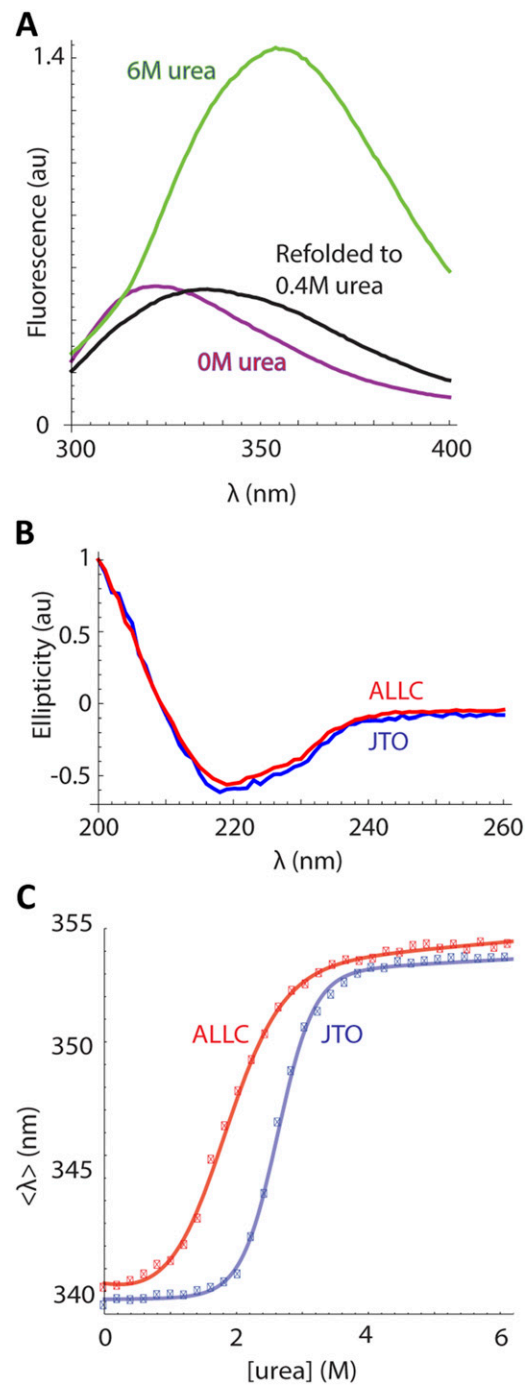 A
1.4
6M urea
Fluorescence (au)
Refolded to
0.4M urea
0M urea
0
300
350
400
λ (nm)
B
1
Ellipticity (au)
0.5
0
-0.5
ALLC
JTO
200
220
240
260
λ (nm)
C
355
350
345
340
<λ> (nm)
ALLC
JTO
0
2
4
6
[urea] (M)